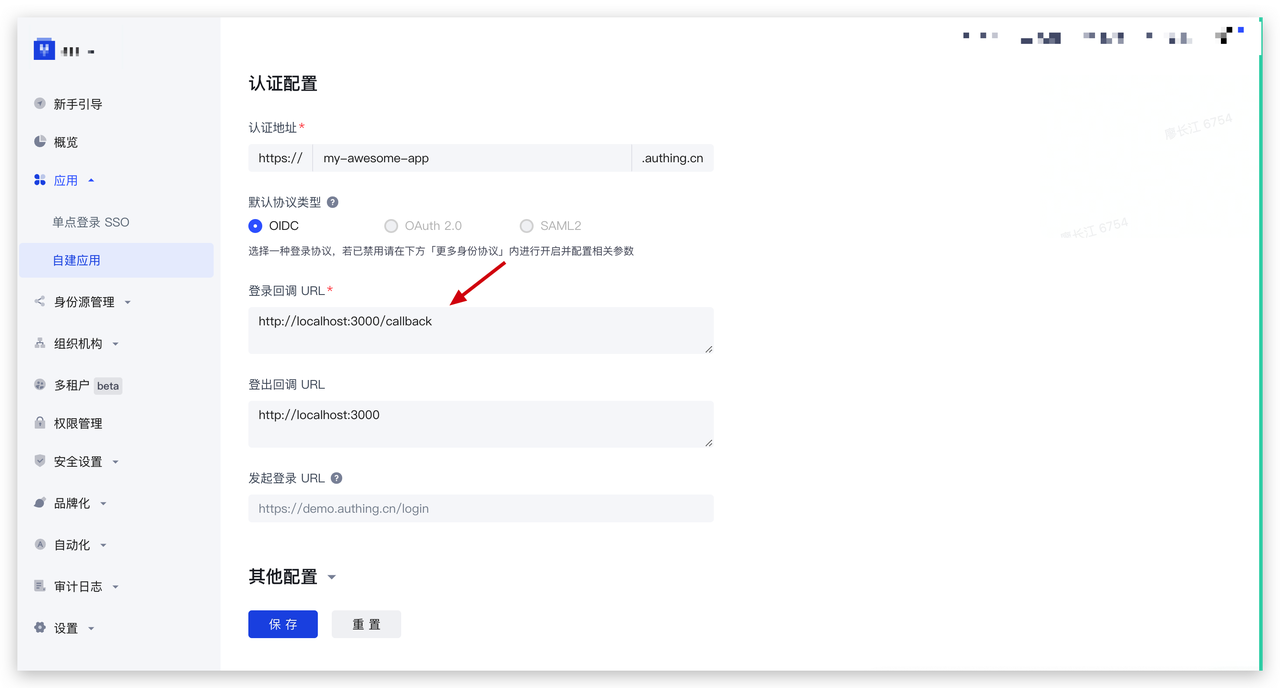 新手引导
概览
应用
单点登录 SSO
自建应用
身份源管理
组织机构
多租户 beta
权限管理
安全设置
品牌化
自动化
审计日志
设置
认证配置
认证地址*
https:// my-awesome-app .authing.cn
默认协议类型
OIDC OAuth 2.0 SAML2
选择一种登录协议，若已禁用请在下方「更多身份协议」内进行开启并配置相关参数
登录回调 URL*
http://localhost:3000/callback
登出回调 URL
http://localhost:3000
发起登录 URL
https://demo.authing.cn/login
其他配置
保存 重置
长江 6754
长江 6754